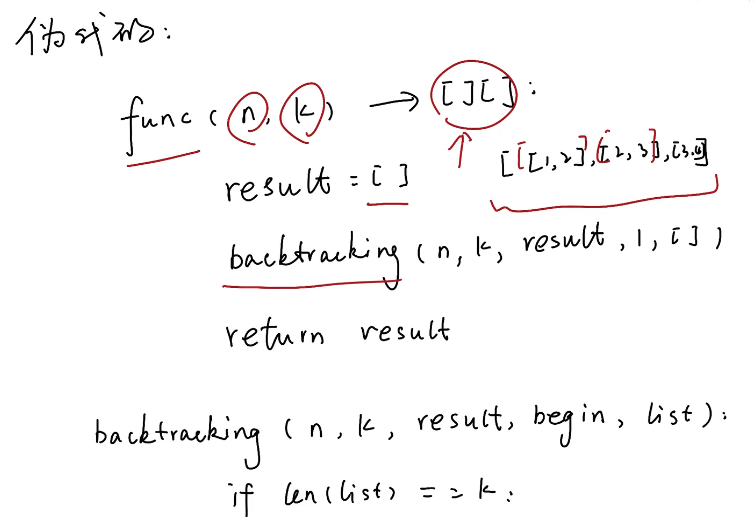 伪代码:
func(n, k) → [][]:
result = []
[[1,2],[2,3],[3,4]]
backtracking(n, k, result, 1, [])
return result
backtracking(n, k, result, begin, list):
if len(list) == k: